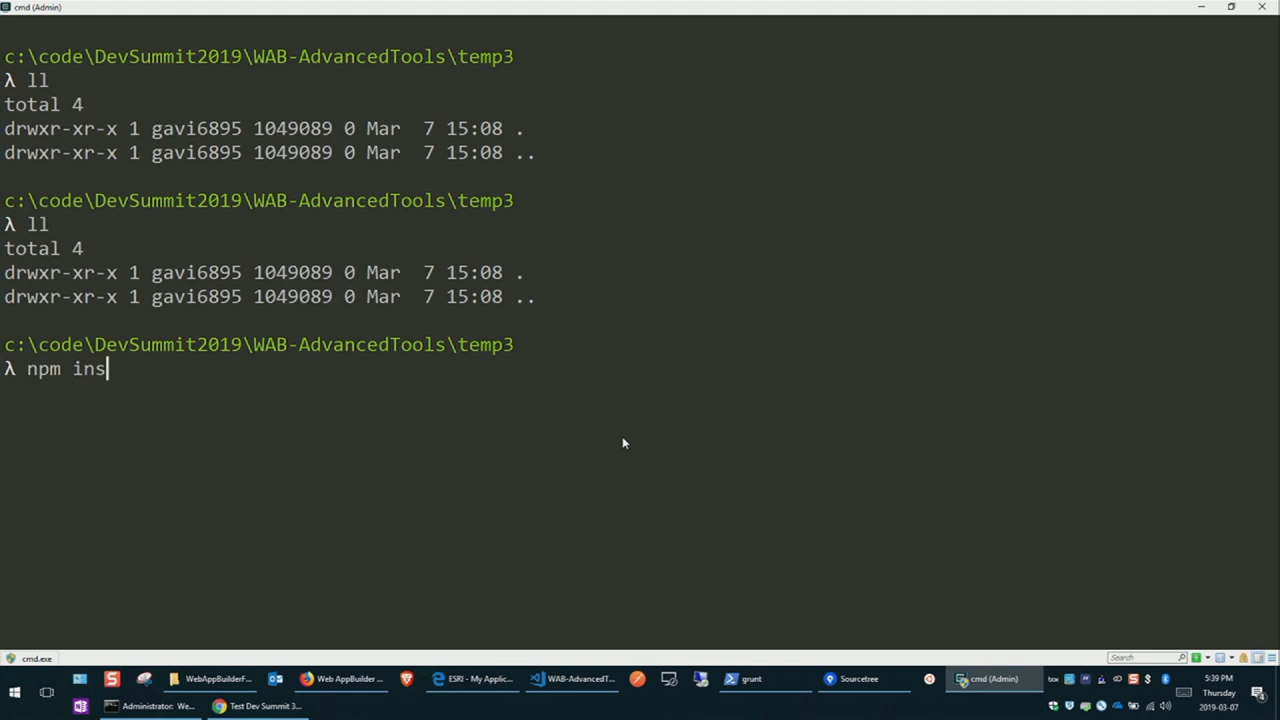 cmd (Admin)
c:\code\DevSummit2019\WAB-AdvancedTools\temp3
λ ll
total 4
drwxr-xr-x 1 gavi6895 1049089 0 Mar  7 15:08 .
drwxr-xr-x 1 gavi6895 1049089 0 Mar  7 15:08 ..
c:\code\DevSummit2019\WAB-AdvancedTools\temp3
λ ll
total 4
drwxr-xr-x 1 gavi6895 1049089 0 Mar  7 15:08 .
drwxr-xr-x 1 gavi6895 1049089 0 Mar  7 15:08 ..
c:\code\DevSummit2019\WAB-AdvancedTools\temp3
λ npm ins
cmd.exe
Search
WebAppBuilderF...
Web AppBuilder ...
ESRI - My Applic...
WAB-AdvancedT...
grunt
Sourcetree
cmd (Admin)
box
5:39 PM
Thursday
2019-03-07
Administrator: We...
Test Dev Summit 3...